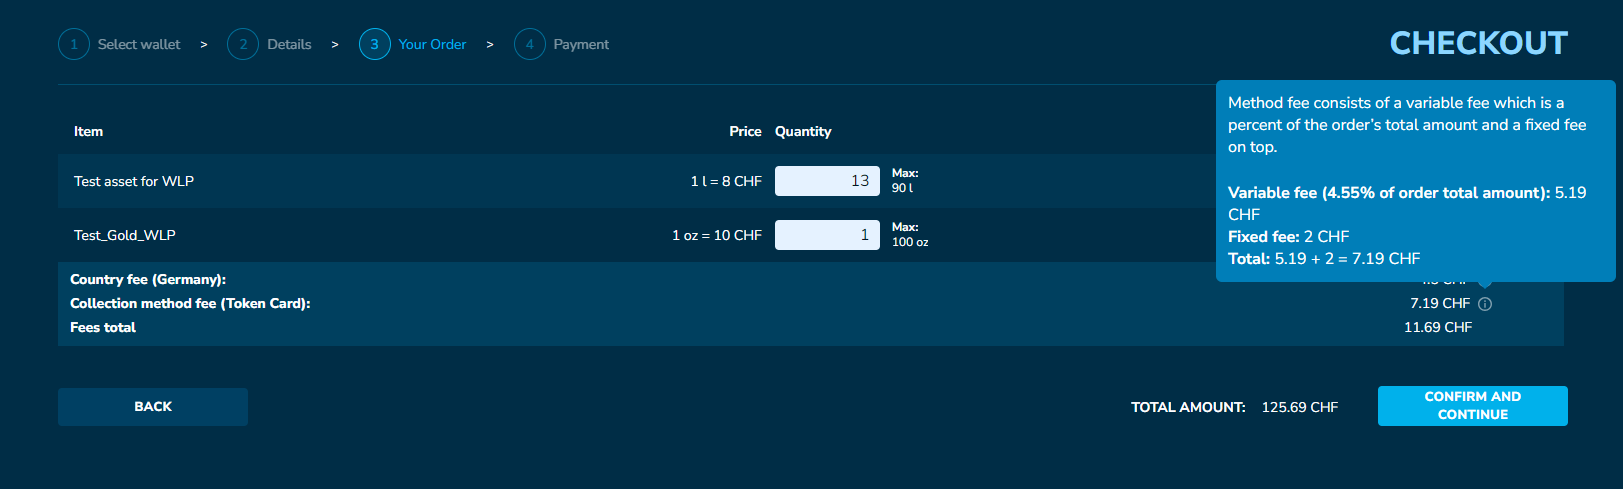 1 Select wallet > 2 Details > 3 Your Order > 4 Payment
CHECKOUT
Method fee consists of a variable fee which is a
percent of the order's total amount and a fixed fee
on top.
Variable fee (4.55% of order total amount): 5.19
CHF
Fixed fee: 2 CHF
Total: 5.19 + 2 = 7.19 CHF
Item Price Quantity
Test asset for WLP 1 l = 8 CHF 13 Max:
90 l
Test_Gold_WLP 1 oz = 10 CHF 1 Max:
100 oz
Country fee (Germany):
Collection method fee (Token Card): 7.19 CHF
Fees total 11.69 CHF
BACK
TOTAL AMOUNT: 125.69 CHF
CONFIRM AND
CONTINUE